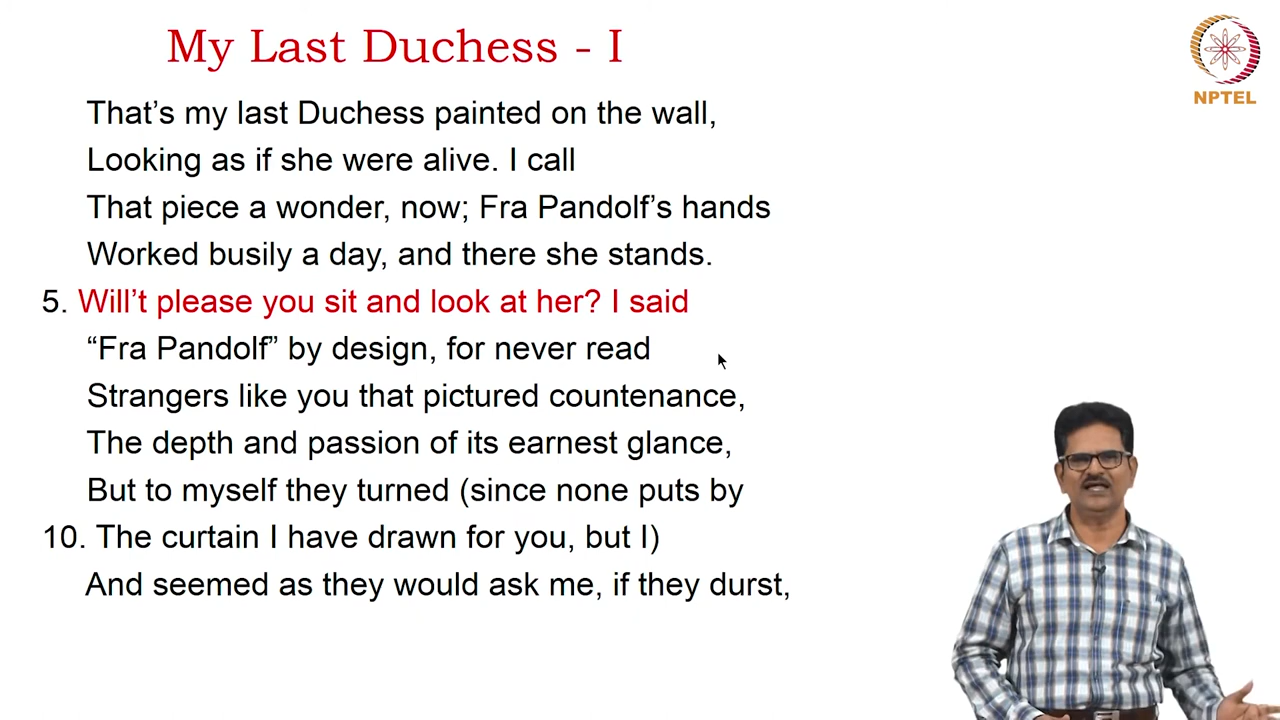 My Last Duchess - I
NPTEL
That’s my last Duchess painted on the wall,
Looking as if she were alive. I call
That piece a wonder, now; Fra Pandolf’s hands
Worked busily a day, and there she stands.
5. Will’t please you sit and look at her? I said
“Fra Pandolf” by design, for never read
Strangers like you that pictured countenance,
The depth and passion of its earnest glance,
But to myself they turned (since none puts by
10. The curtain I have drawn for you, but I)
And seemed as they would ask me, if they durst,